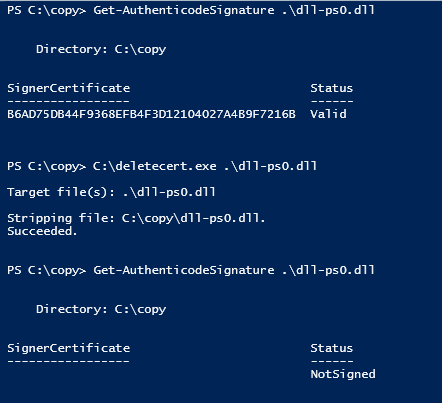 PS C:\copy> Get-AuthenticodeSignature .\dll-ps0.dll
Directory: C:\copy
SignerCertificate Status
----------------- ------
B6AD75DB44F9368EFB4F3D12104027A4B9F7216B Valid
PS C:\copy> C:\deletecert.exe .\dll-ps0.dll
Target file(s): .\dll-ps0.dll
Stripping file: C:\copy\dll-ps0.dll.
Succeeded.
PS C:\copy> Get-AuthenticodeSignature .\dll-ps0.dll
Directory: C:\copy
SignerCertificate Status
----------------- ------
NotSigned